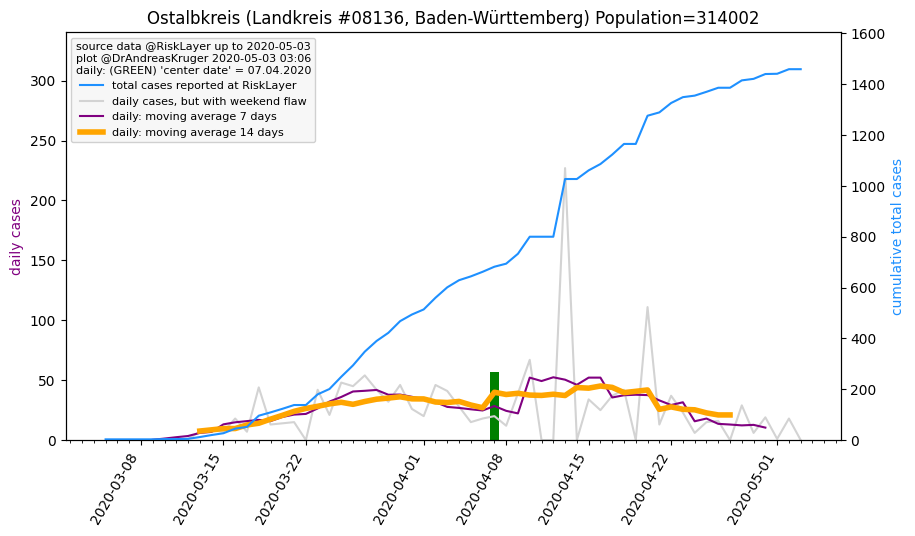 Ostalbkreis (Landkreis #08136, Baden-Württemberg) Population=314002
source data @RiskLayer up to 2020-05-03
plot @DrAndreasKruger 2020-05-03 03:06
daily: (GREEN) 'center date' = 07.04.2020
total cases reported at RiskLayer
daily cases, but with weekend flaw
daily: moving average 7 days
daily: moving average 14 days
daily cases
300
250
200
150
100
50
0
1600
1400
1200
1000
800
600
400
200
0
cumulative total cases
2020-03-08
2020-03-15
2020-03-22
2020-04-01
2020-04-08
2020-04-15
2020-04-22
2020-05-01